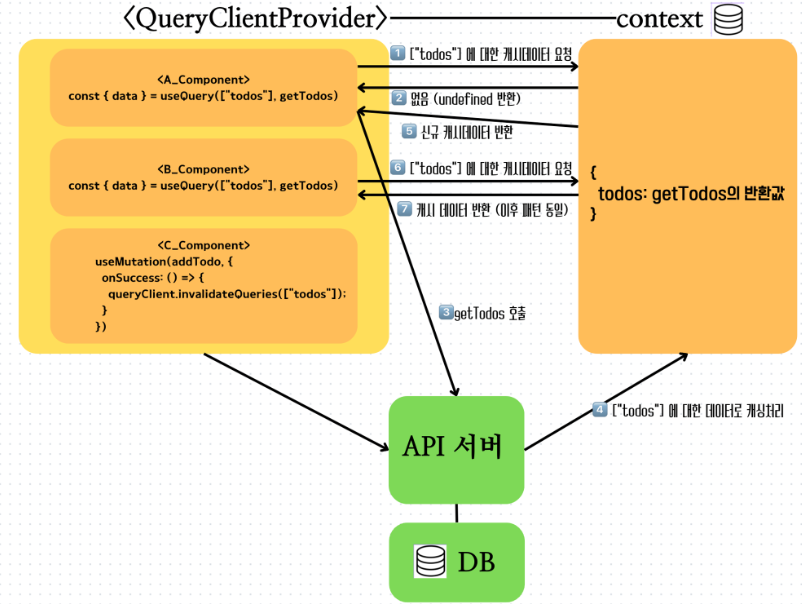 <QueryClientProvider>
context
<A_Component>
const { data } = useQuery(["todos"], getTodos)
<B_Component>
const { data } = useQuery(["todos"], getTodos)
<C_Component>
useMutation(addTodo, {
onSuccess: () => {
queryClient.invalidateQueries(["todos"]);
}
})
1 ["todos"] 에 대한 캐시데이터 요청
2 없음 (undefined 반환)
5 신규 캐시데이터 반환
6 ["todos"] 에 대한 캐시데이터 요청
7 캐시 데이터 반환 (이후 패턴 동일)
3 getTodos 호출
{
todos: getTodos의 반환값
}
4 ["todos"] 에 대한 데이터로 캐싱처리
API 서버
DB